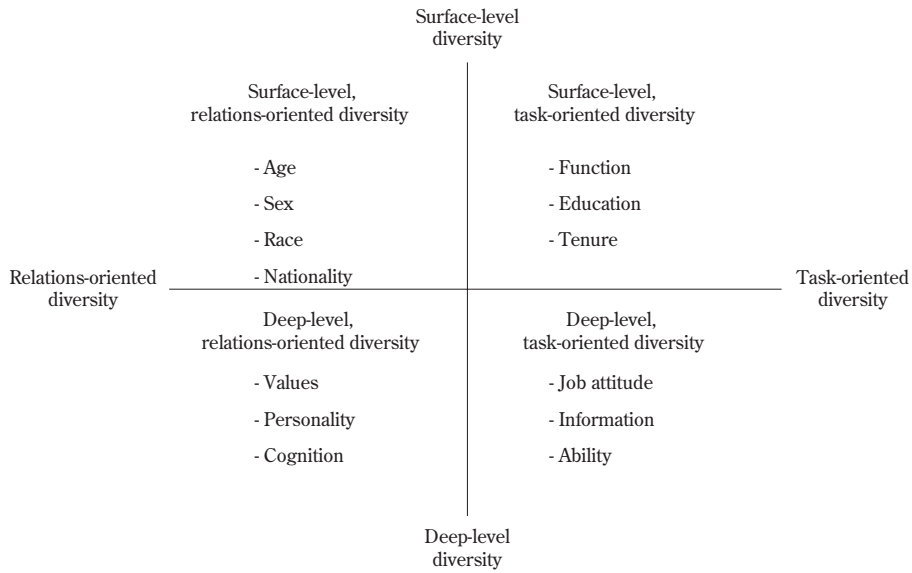 Surface-level
diversity
Surface-level,
relations-oriented diversity
- Age
- Sex
- Race
- Nationality
Surface-level,
task-oriented diversity
- Function
- Education
- Tenure
Relations-oriented
diversity
Task-oriented
diversity
Deep-level,
relations-oriented diversity
- Values
- Personality
- Cognition
Deep-level,
task-oriented diversity
- Job attitude
- Information
- Ability
Deep-level
diversity